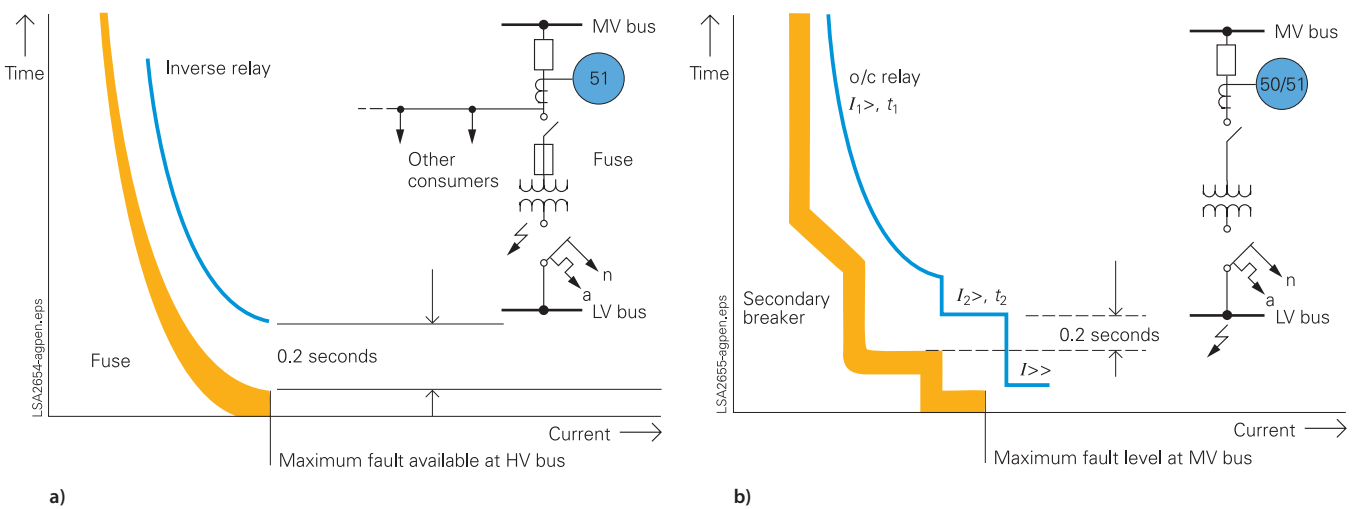 Time
Inverse relay
MV bus
51
Other
consumers
Fuse
n
a
LV bus
Fuse
0.2 seconds
LSA2654-agpen.eps
Current
Maximum fault available at HV bus
a)
Time
o/c relay
I1>, t1
MV bus
50/51
n
a
LV bus
Secondary
breaker
I2>, t2
0.2 seconds
I>>
LSA2655-agpen.eps
Current
Maximum fault level at MV bus
b)